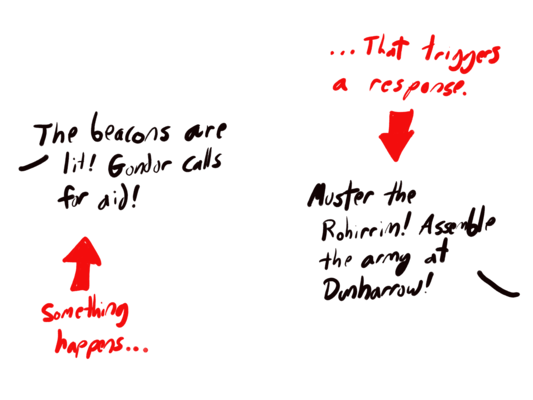 The beacons are
lit! Gondor calls
for aid!
Something
happens...
...That triggers
a response.
Muster the
Rohirrim! Assemble
the army at
Dunharrow!